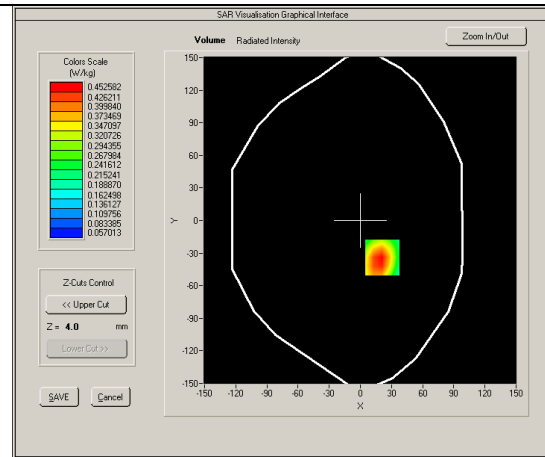 SAR Visualisation Graphical Interface
Volume Radiated Intensity
Zoom In/Out
Colors Scale
(W/kg)
0.452582
0.426211
0.399840
0.373469
0.347097
0.320726
0.294355
0.267984
0.241612
0.215241
0.188870
0.162498
0.136127
0.109756
0.083385
0.057013
Z-Cuts Control
<< Upper Cut
Z = 4.0 mm
Lower Cut >>
SAVE Cancel
150-
120-
90-
60-
30-
Y 0-
-30-
-60-
-90-
-120-
-150-
-150 -120 -90 -60 -30 0 30 60 90 120 150
X